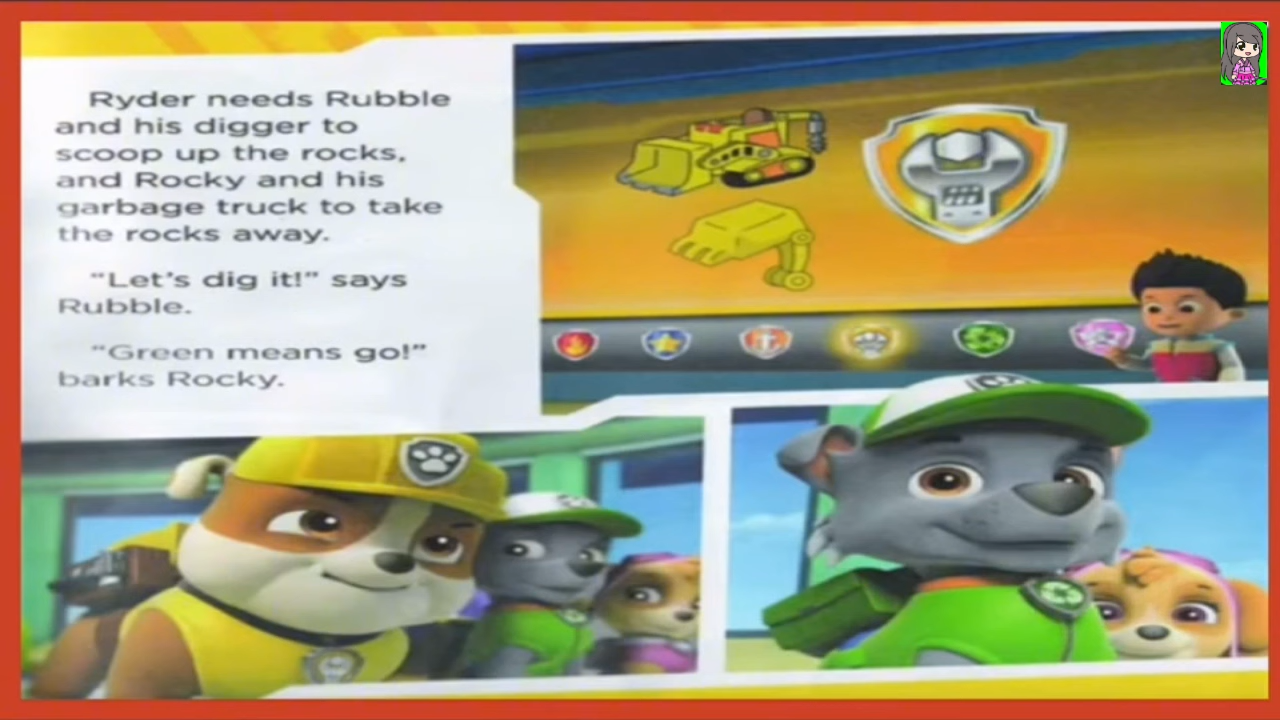 Ryder needs Rubble
and his digger to
scoop up the rocks,
and Rocky and his
garbage truck to take
the rocks away.
“Let’s dig it!” says
Rubble.
“Green means go!”
barks Rocky.